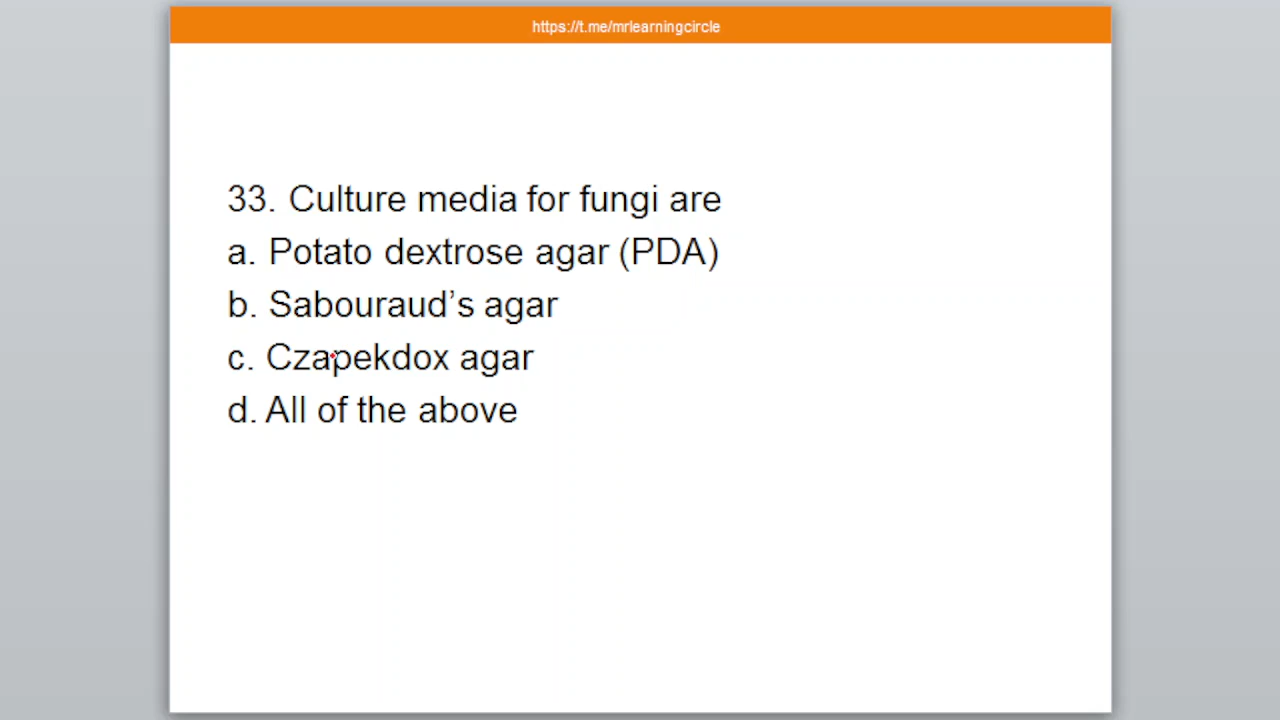 https://t.me/mrlearningcircle
33. Culture media for fungi are
a. Potato dextrose agar (PDA)
b. Sabouraud’s agar
c. Czapekdox agar
d. All of the above